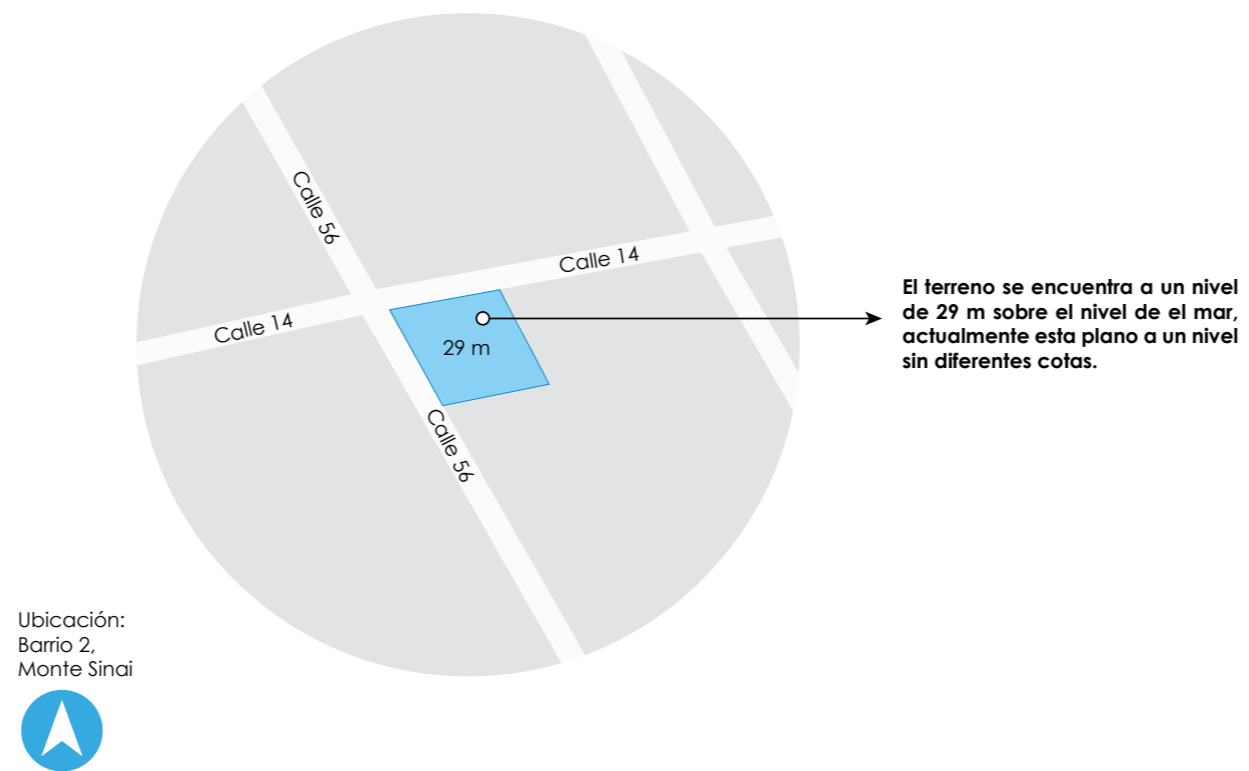 Calle 56
Calle 14
Calle 14
29 m
Calle 56
El terreno se encuentra a un nivel
de 29 m sobre el nivel de el mar,
actualmente esta plano a un nivel
sin diferentes cotas.
Ubicación:
Barrio 2,
Monte Sinai